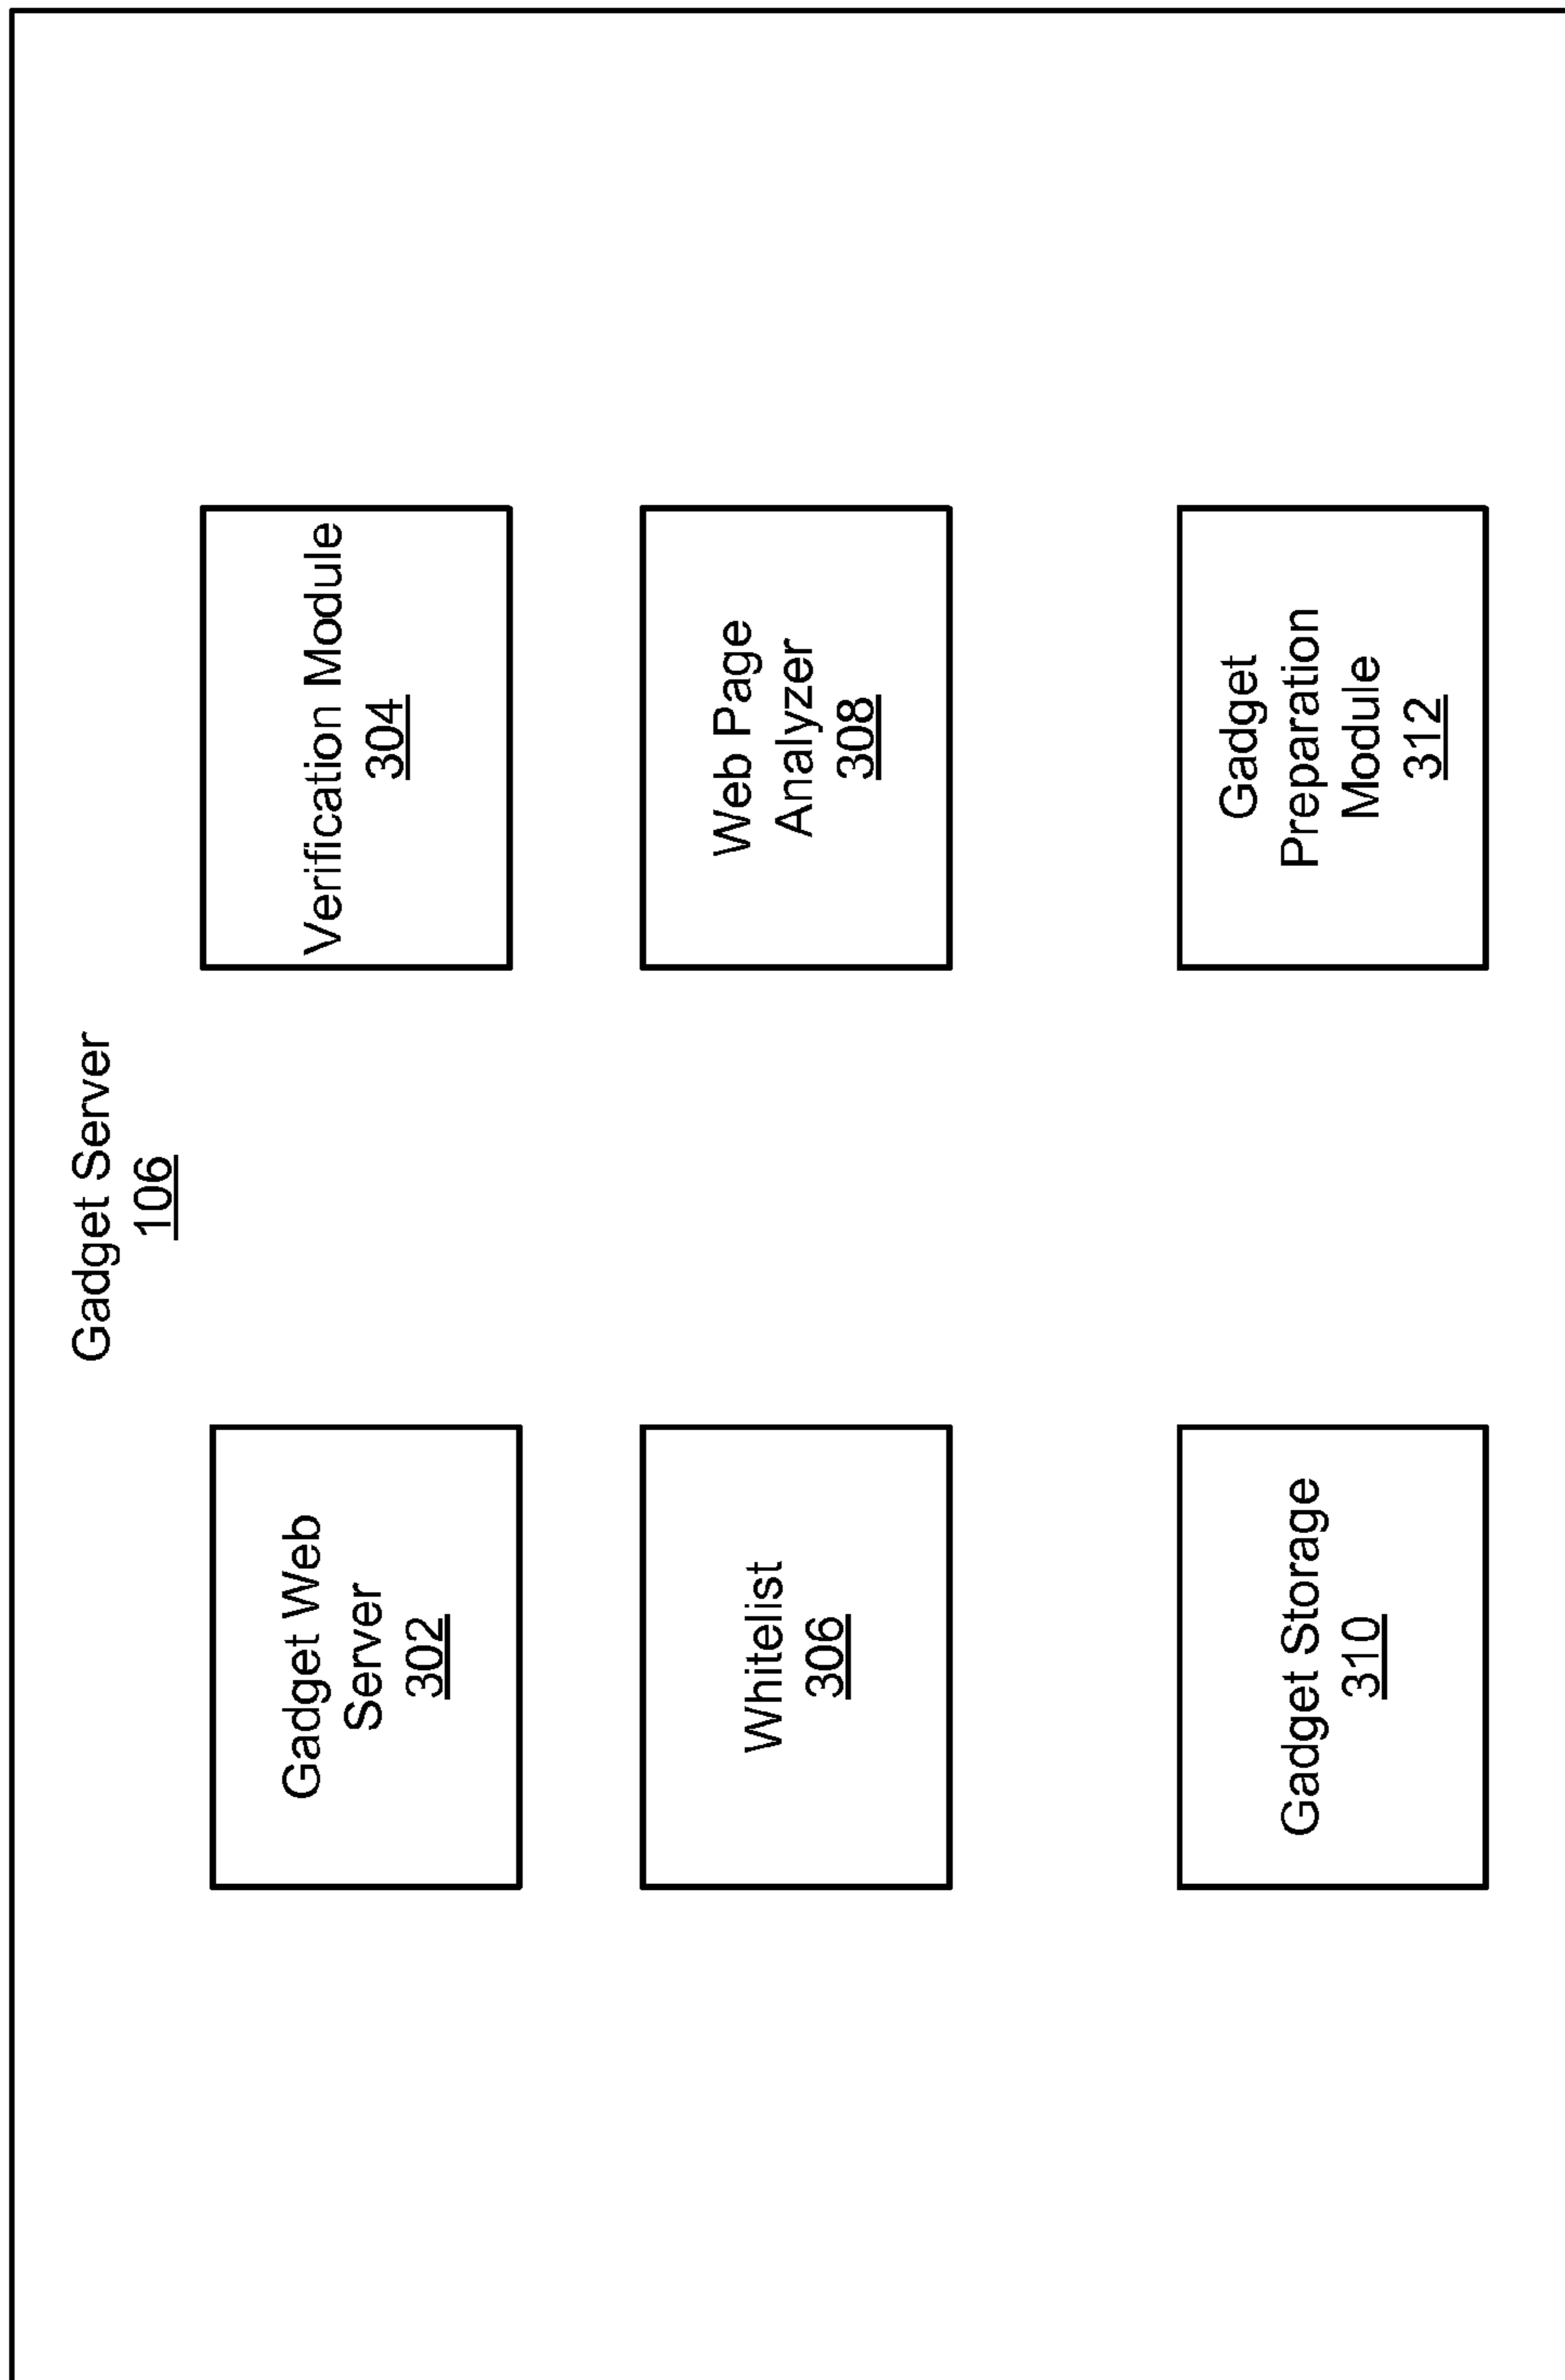 Gadget Server
106
Gadget Web
Server
302
Verification Module
304
Whitelist
306
Web Page
Analyzer
308
Gadget Storage
310
Gadget
Preparation
Module
312